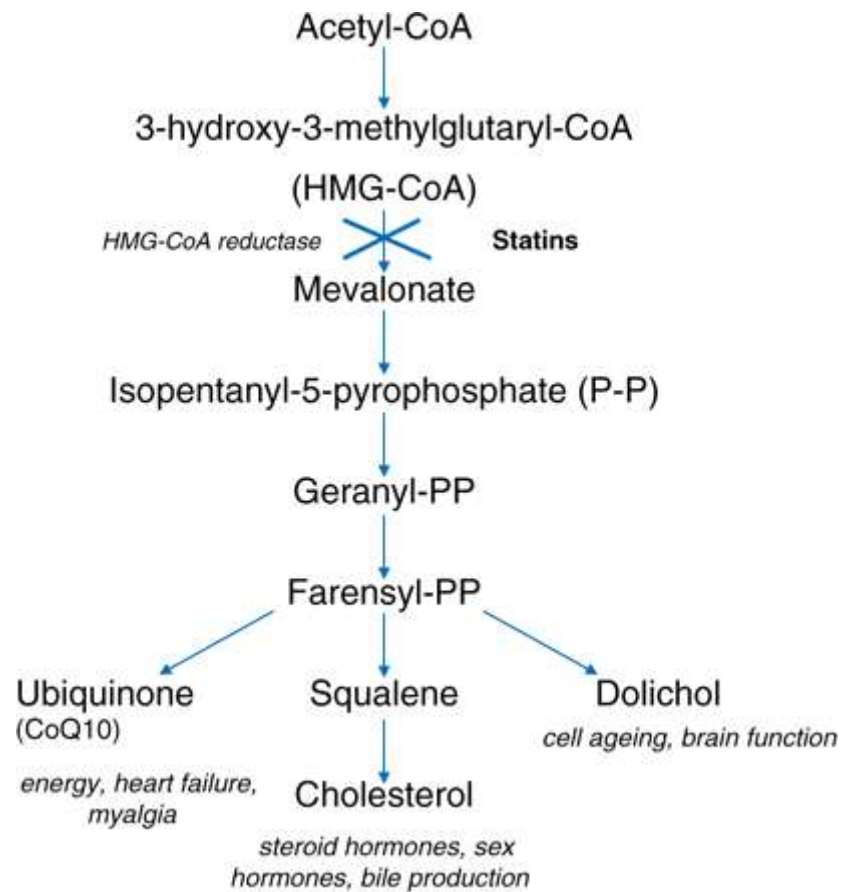 Acetyl-CoA
3-hydroxy-3-methylglutaryl-CoA
(HMG-CoA)
HMG-CoA reductase
Statins
Mevalonate
Isopentanyl-5-pyrophosphate (P-P)
Geranyl-PP
Farensyl-PP
Ubiquinone
(CoQ10)
energy, heart failure,
myalgia
Squalene
Cholesterol
steroid hormones, sex
hormones, bile production
Dolichol
cell ageing, brain function